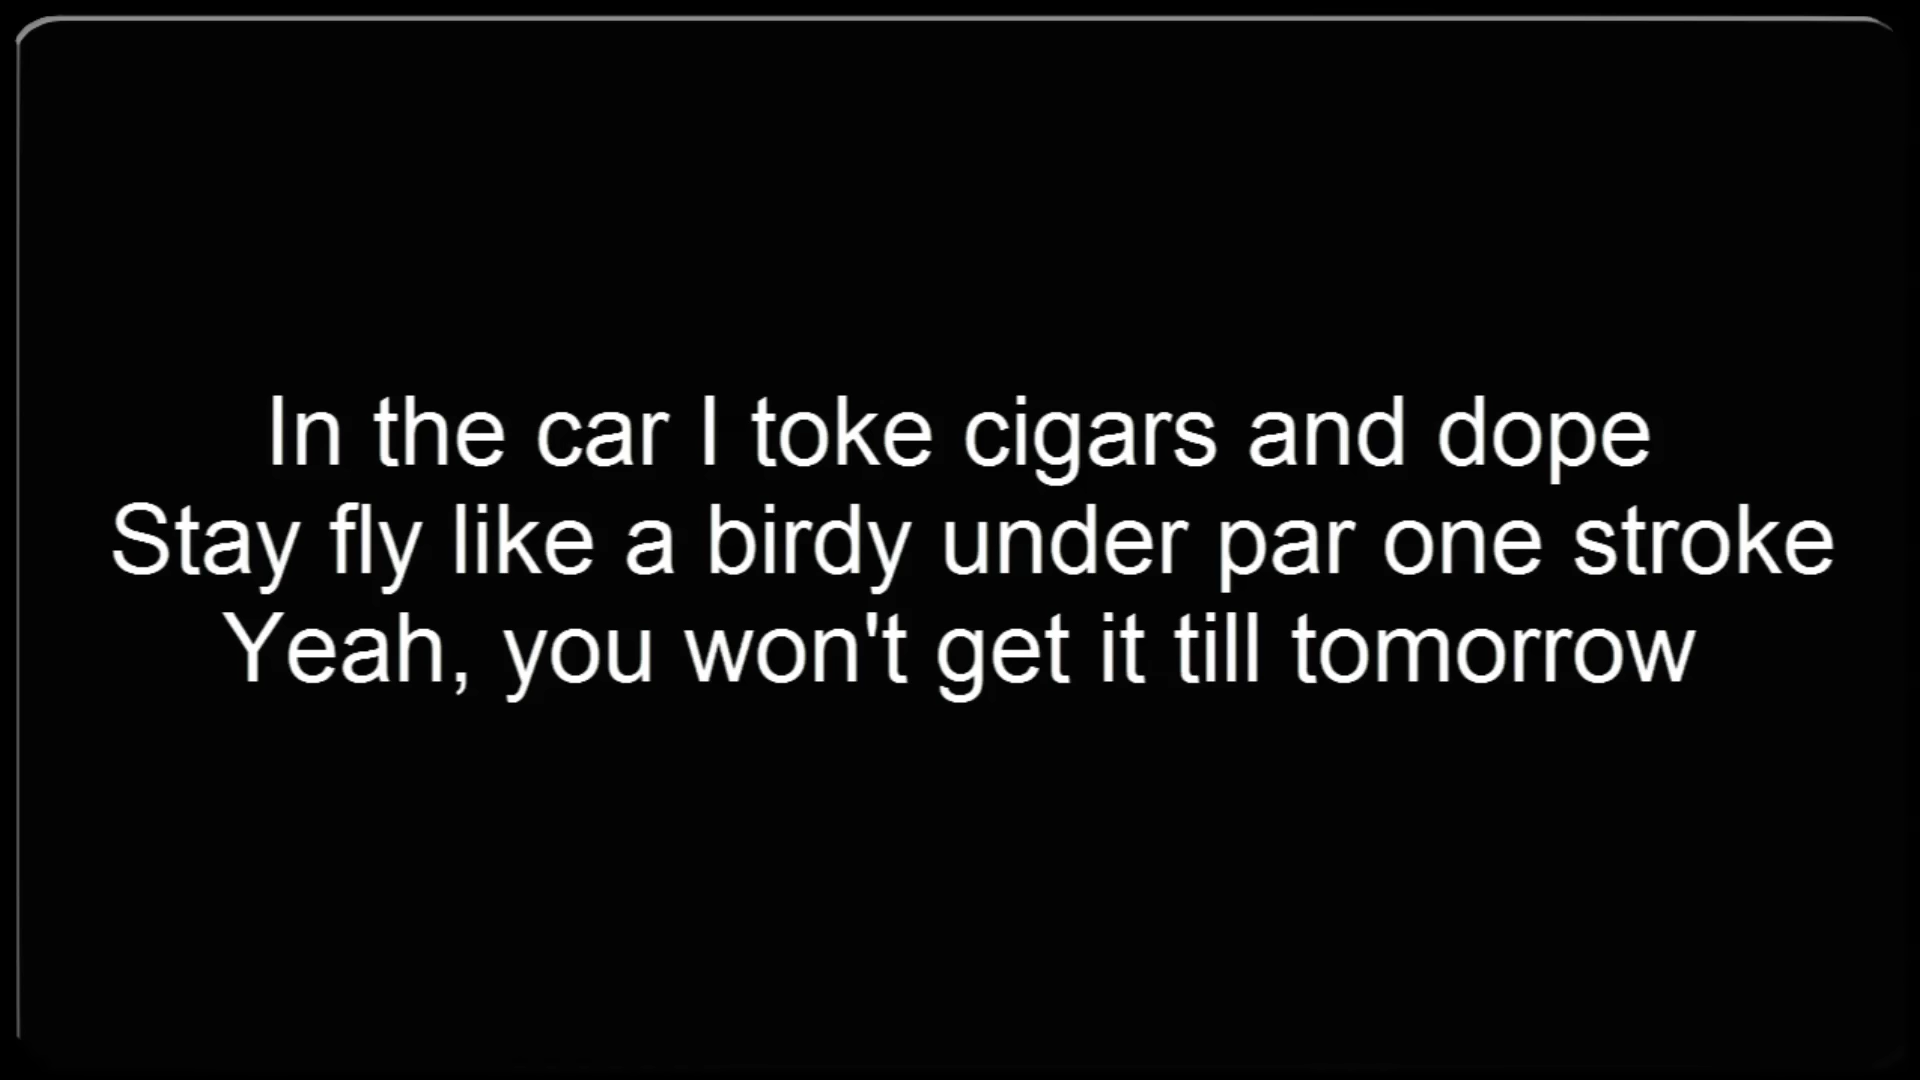 In the car I toke cigars and dope
Stay fly like a birdy under par one stroke
Yeah, you won't get it till tomorrow